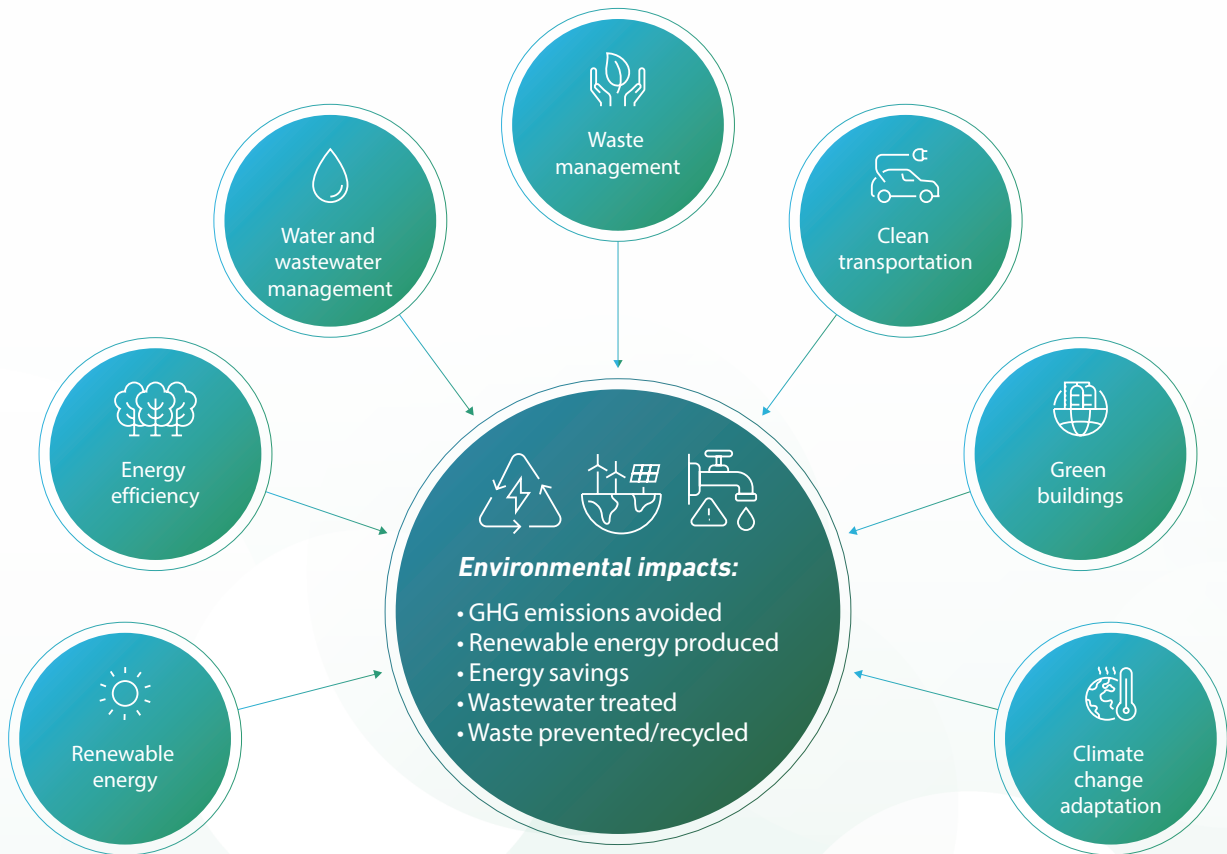 Waste
management
Water and
wastewater
management
Clean
transportation
Energy
efficiency
Green
buildings
Renewable
energy
Climate
change
adaptation
Environmental impacts:
• GHG emissions avoided
• Renewable energy produced
• Energy savings
• Wastewater treated
• Waste prevented/recycled